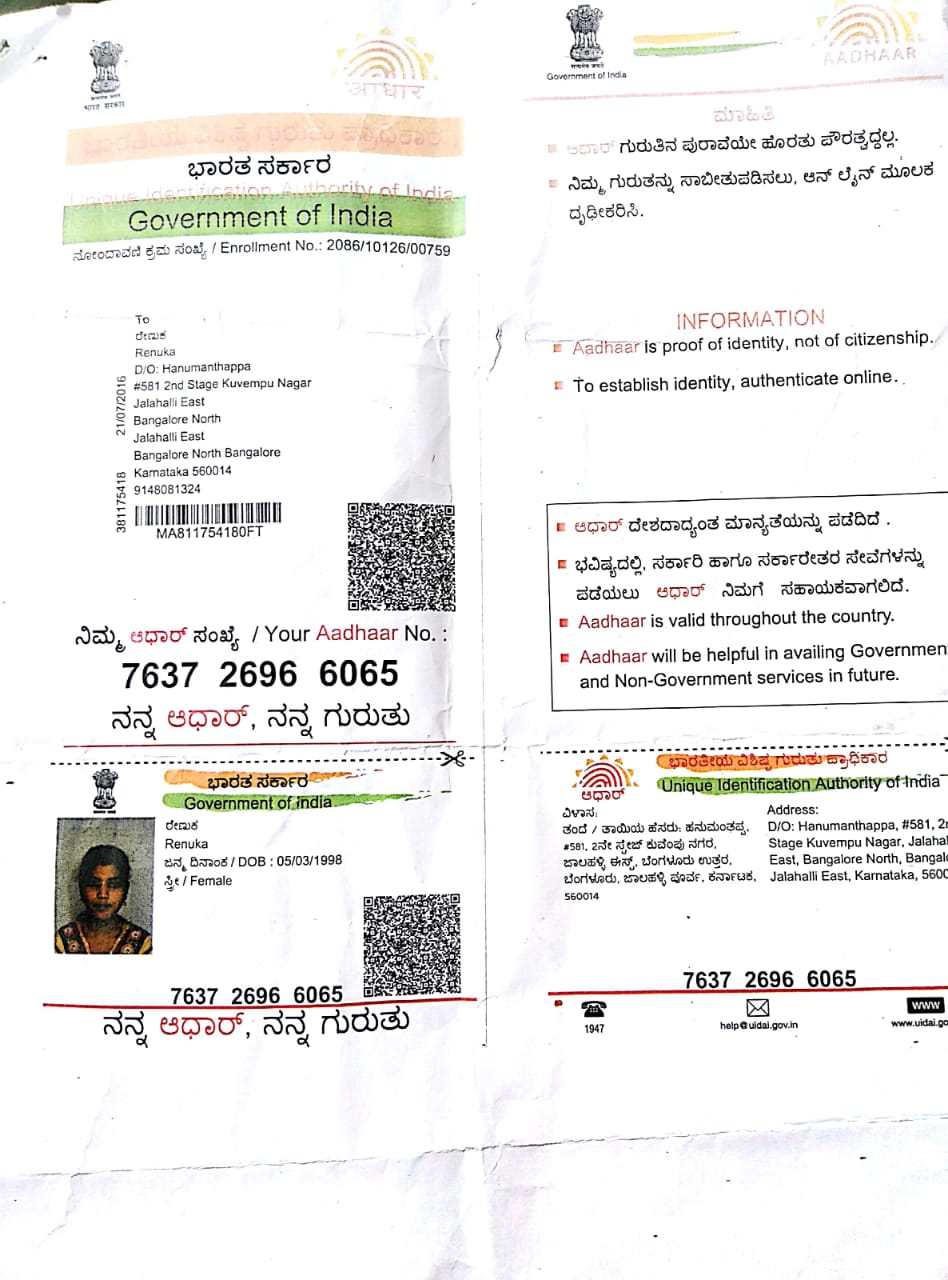 भारत सरकार
आधार
ಭಾರತೀಯ ವಿಶಿಷ್ಟ ಗುರುತು ಪ್ರಾಧಿಕಾರ
ಭಾರತ ಸರ್ಕಾರ
Unique Identification Authority of India
Government of India
ನೋಂದಾವಣೆ ಕ್ರಮ ಸಂಖ್ಯೆ / Enrollment No.: 2086/10126/00759
To
ರೇಣುಕ
Renuka
D/O: Hanumanthappa
#581 2nd Stage Kuvempu Nagar
Jalahalli East
Bangalore North
Jalahalli East
Bangalore North Bangalore
Karnataka 560014
9148081324
21/07/2016
381175418
MA811754180FT
ನಿಮ್ಮ ಆಧಾರ್ ಸಂಖ್ಯೆ / Your Aadhaar No. :
7637 2696 6065
ನನ್ನ ಆಧಾರ್, ನನ್ನ ಗುರುತು
सत्यमेव जयते
Government of India
AADHAAR
ಮಾಹಿತಿ
ಆಧಾರ್ ಗುರುತಿನ ಪುರಾವೆಯೇ ಹೊರತು ಪೌರತ್ವದ್ದಲ್ಲ.
ನಿಮ್ಮ ಗುರುತನ್ನು ಸಾಬೀತುಪಡಿಸಲು, ಆನ್ ಲೈನ್ ಮೂಲಕ
ದೃಢೀಕರಿಸಿ.
INFORMATION
Aadhaar is proof of identity, not of citizenship.
To establish identity, authenticate online.
ಆಧಾರ್ ದೇಶದಾದ್ಯಂತ ಮಾನ್ಯತೆಯನ್ನು ಪಡೆದಿದೆ .
ಭವಿಷ್ಯದಲ್ಲಿ, ಸರ್ಕಾರಿ ಹಾಗೂ ಸರ್ಕಾರೇತರ ಸೇವೆಗಳನ್ನು
ಪಡೆಯಲು ಆಧಾರ್ ನಿಮಗೆ ಸಹಾಯಕವಾಗಲಿದೆ.
Aadhaar is valid throughout the country.
Aadhaar will be helpful in availing Governmen
and Non-Government services in future.
ಭಾರತ ಸರ್ಕಾರ
Government of India
ರೇಣುಕ
Renuka
ಜನ್ಮ ದಿನಾಂಕ / DOB : 05/03/1998
ಸ್ತ್ರೀ / Female
7637 2696 6065
ನನ್ನ ಆಧಾರ್, ನನ್ನ ಗುರುತು
ಆಧಾರ್
ಭಾರತೀಯ ವಿಶಿಷ್ಟ ಗುರುತು ಪ್ರಾಧಿಕಾರ
Unique Identification Authority of India
ವಿಳಾಸ:
ತಂದೆ / ತಾಯಿಯ ಹೆಸರು: ಹನುಮಂತಪ್ಪ,
#581, 2ನೇ ಸ್ಟೇಜ್ ಕುವೆಂಪು ನಗರ,
ಜಾಲಹಳ್ಳಿ ಈಸ್ಟ್, ಬೆಂಗಳೂರು ಉತ್ತರ,
ಬೆಂಗಳೂರು, ಜಾಲಹಳ್ಳಿ ಪೂರ್ವ, ಕರ್ನಾಟಕ,
560014
Address:
D/O: Hanumanthappa, #581, 2n
Stage Kuvempu Nagar, Jalahal
East, Bangalore North, Bangalo
Jalahalli East, Karnataka, 5600
7637 2696 6065
1947
help@uidai.gov.in
WWW
www.uidai.go